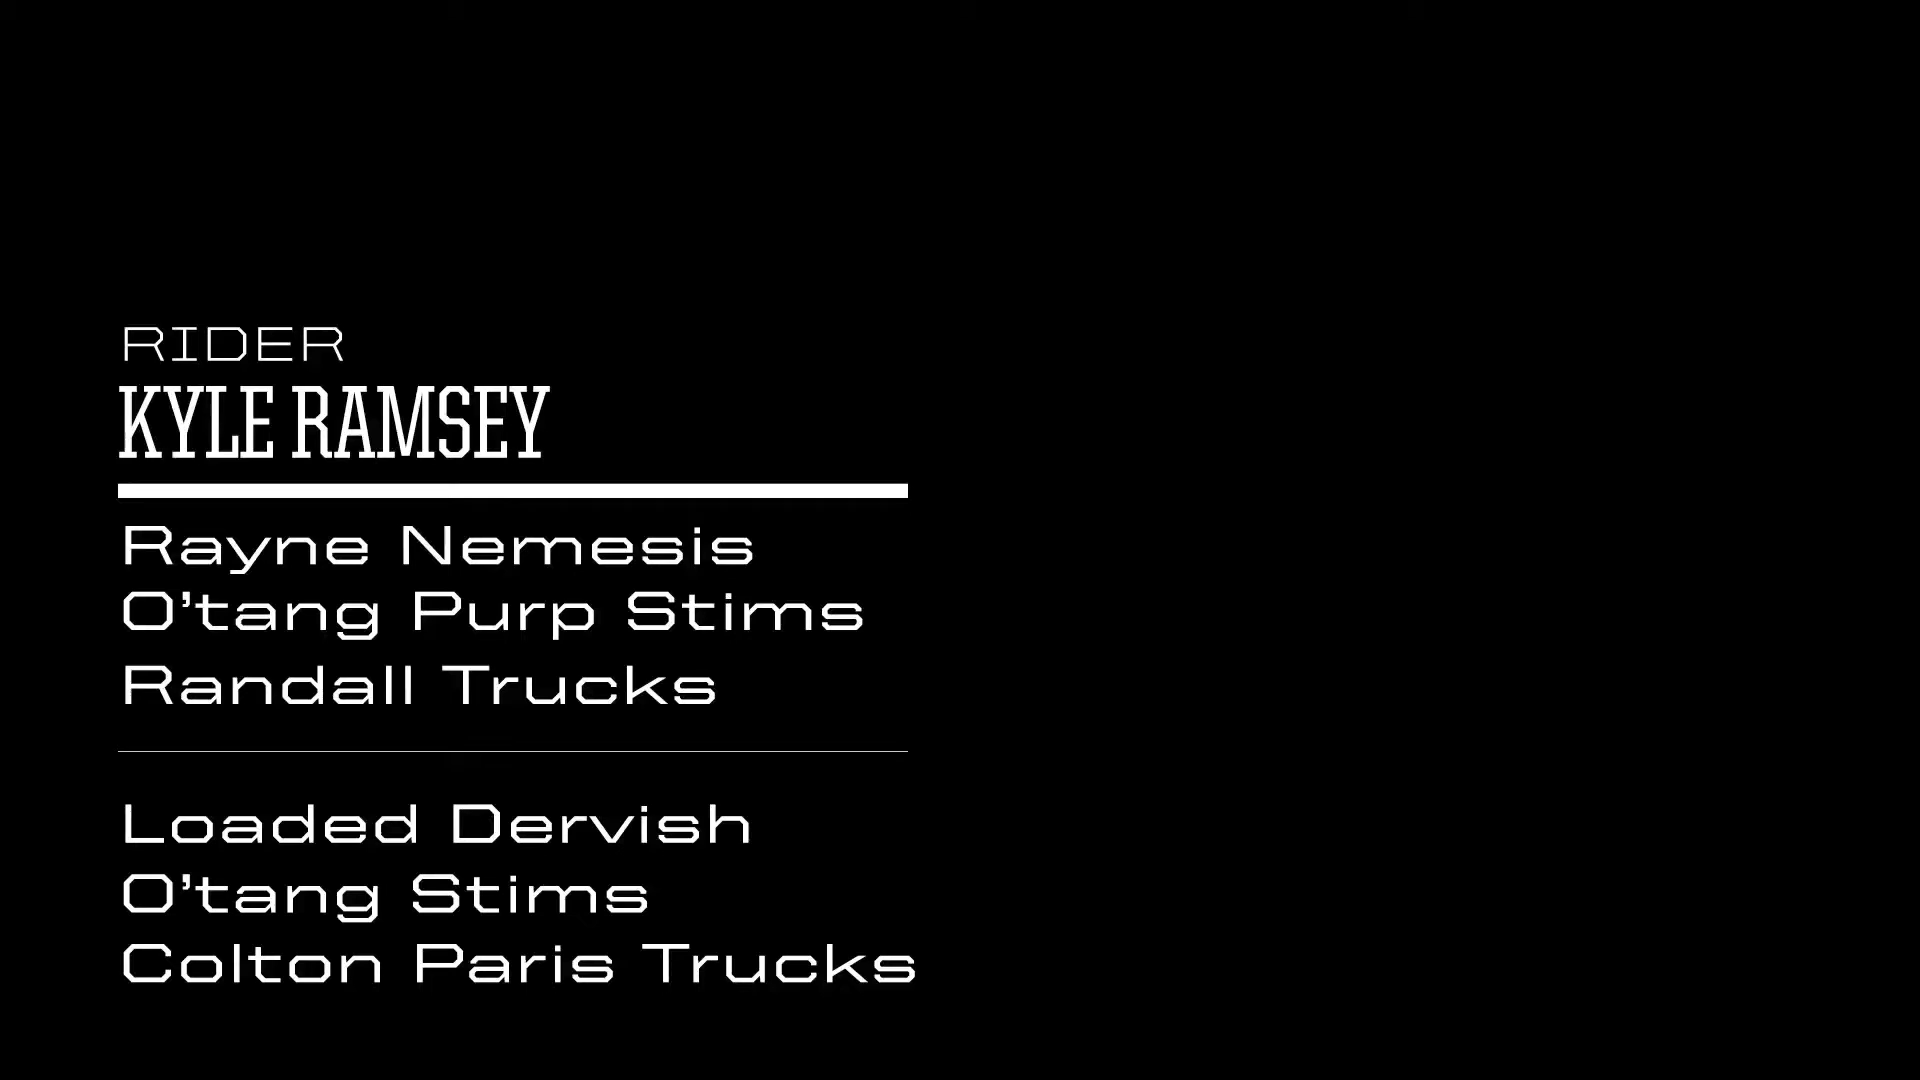 RIDER
KYLE RAMSEY
Rayne Nemesis
O'tang Purp Stims
Randall Trucks
Loaded Dervish
O'tang Stims
Colton Paris Trucks